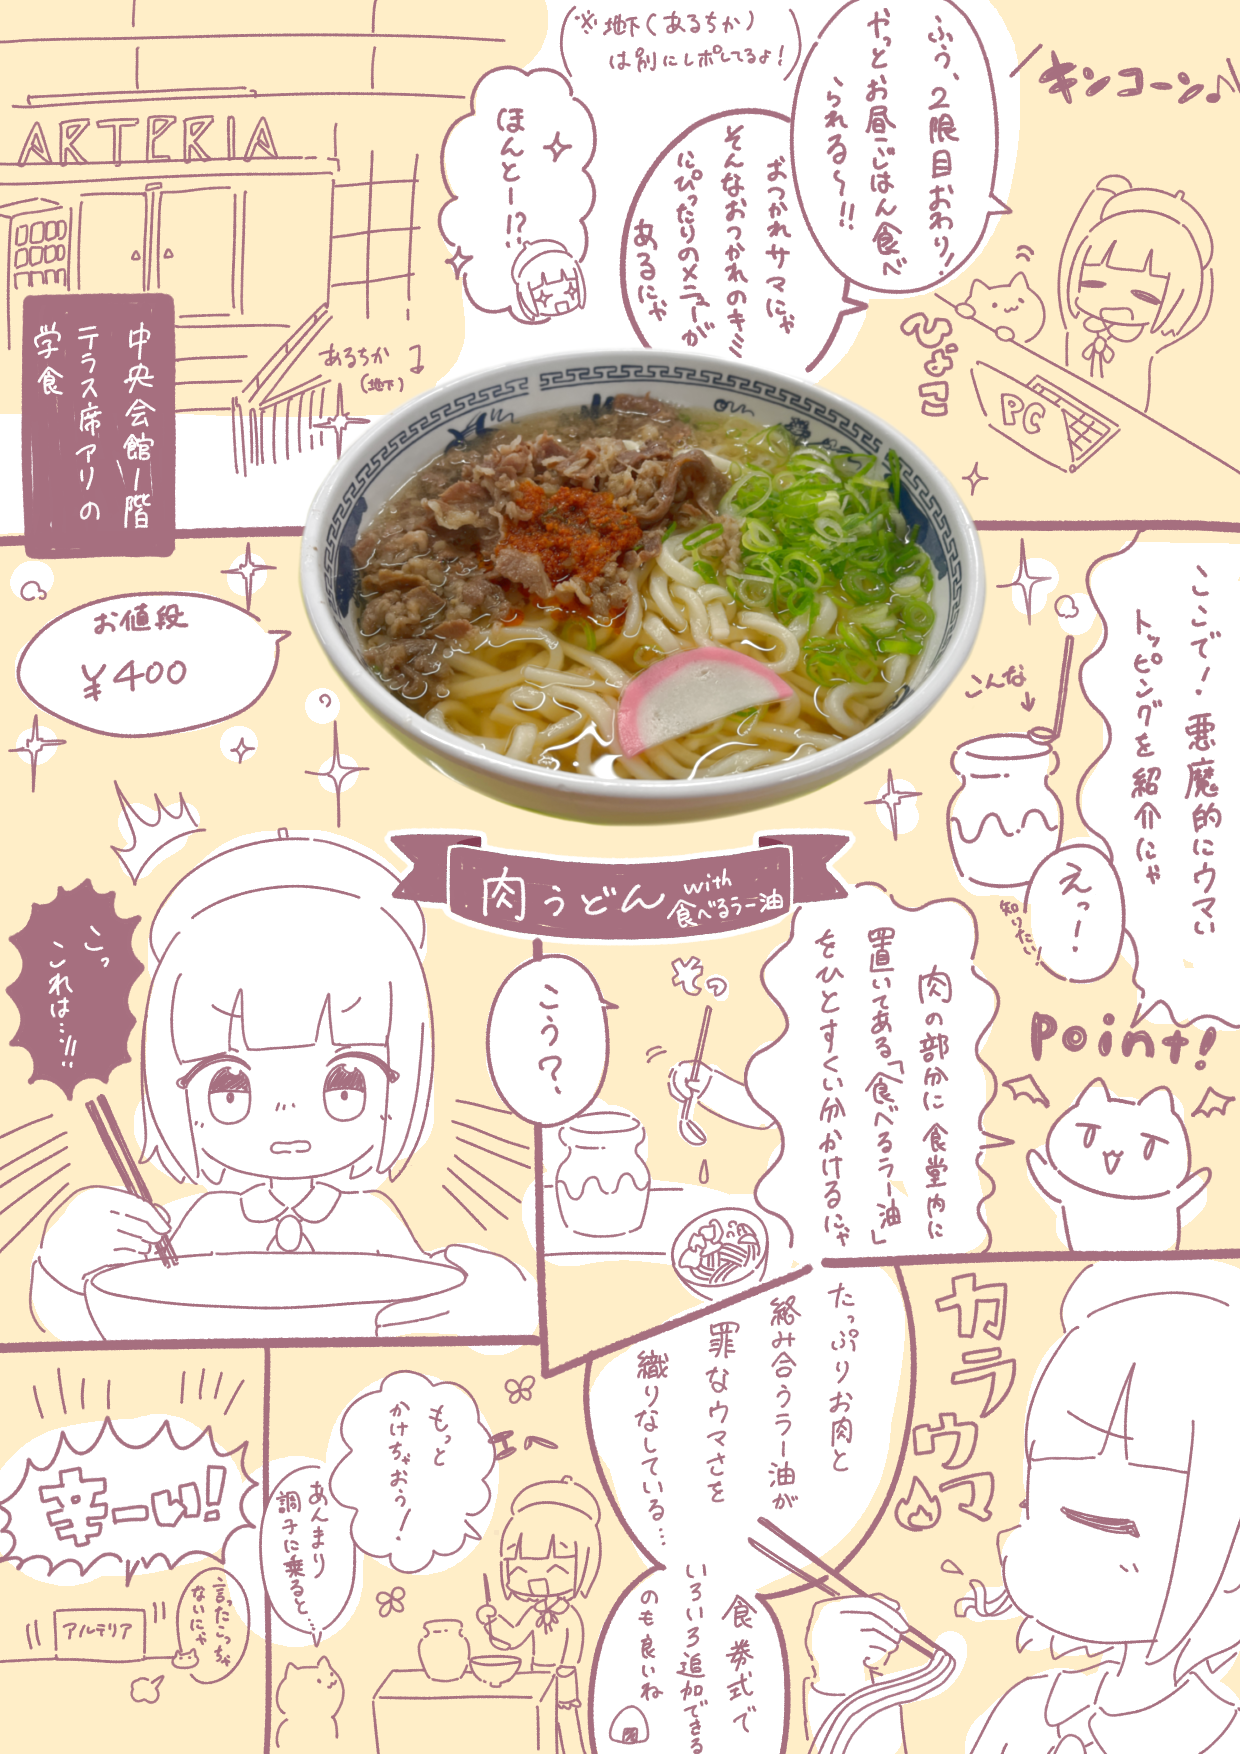 キンコーン♪
ふう、2限目おわり!
やっとお昼ごはん食べ
られる〜!!
(※地下(あるちか)
は別にレポしてるよ!)
おつかれサマにゃ
そんなおつかれのキミ
にぴったりのメニューが
あるにゃ
ほんとー!?
ひょこ
PC
ARTERIA
あるちか
(地下)
中央会館1階
テラス席アリの
学食
お値段
¥400
ここで!悪魔的にウマい
トッピングを紹介にゃ
こんな
えっ!
知りたい!
肉うどん with
食べるラー油
Point!
肉の部分に食堂内に
置いてある「食べるラー油」
をひとすくい分かけるにゃ
そっ
こう?
こっ
これは…!!
カラウマ
たっぷりお肉と
絡み合うラー油が
罪なウマさを
織りなしている…
食券式で
いろいろ追加できる
のも良いね
もっと
かけちゃおう!
エへ
あんまり
調子に乗ると…
辛ーい!
アルテリア
言ったこっちゃ
ないにゃ